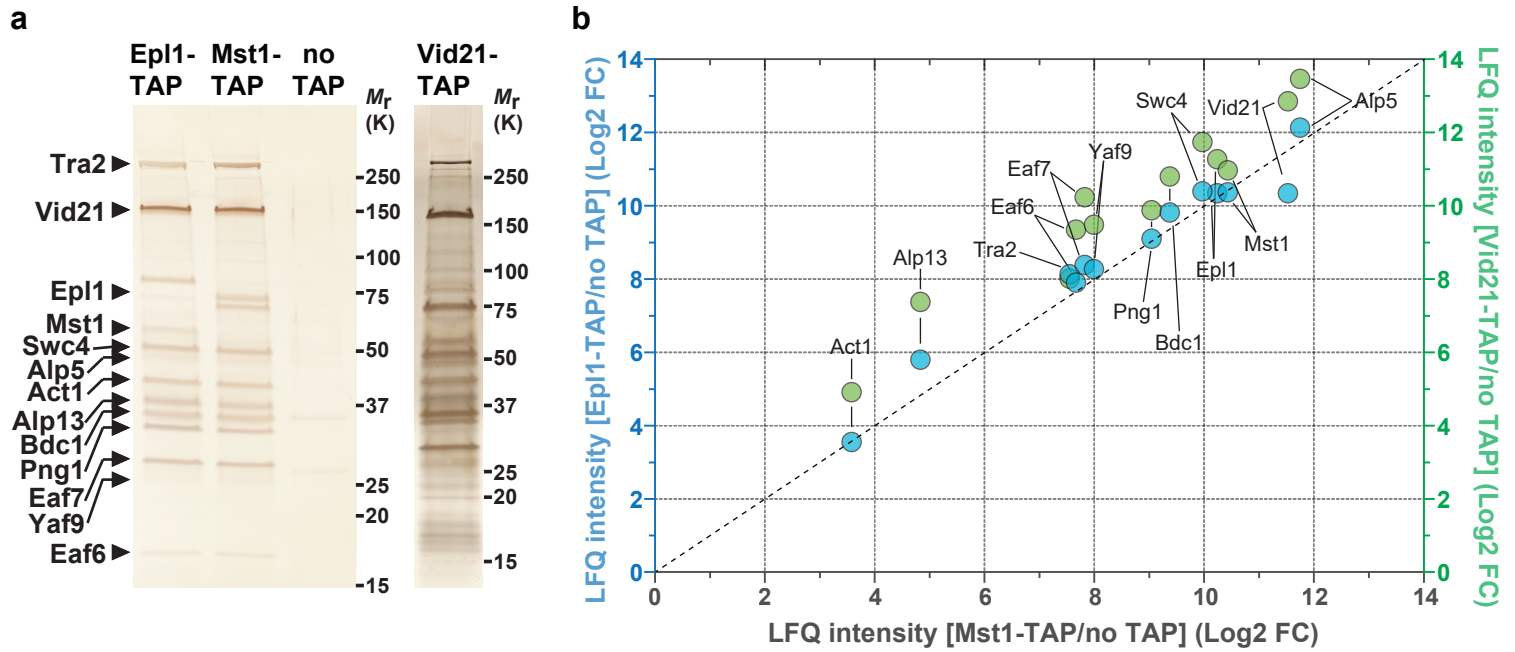 a
Epl1-
TAP
Mst1-
TAP
no
TAP
Mr
(K)
Vid21-
TAP
Mr
(K)
Tra2
Vid21
Epl1
Mst1
Swc4
Alp5
Act1
Alp13
Bdc1
Png1
Eaf7
Yaf9
Eaf6
250
150
100
75
50
37
25
20
15
250
150
100
75
50
37
25
20
15
b
LFQ intensity [Epl1-TAP/no TAP] (Log2 FC)
14
12
10
8
6
4
2
0
Swc4
Vid21
Alp5
Yaf9
Eaf7
Eaf6
Tra2
Alp13
Act1
Mst1
Epl1
Png1
Bdc1
14
12
10
8
6
4
2
0
LFQ intensity [Vid21-TAP/no TAP] (Log2 FC)
0 2 4 6 8 10 12 14
LFQ intensity [Mst1-TAP/no TAP] (Log2 FC)